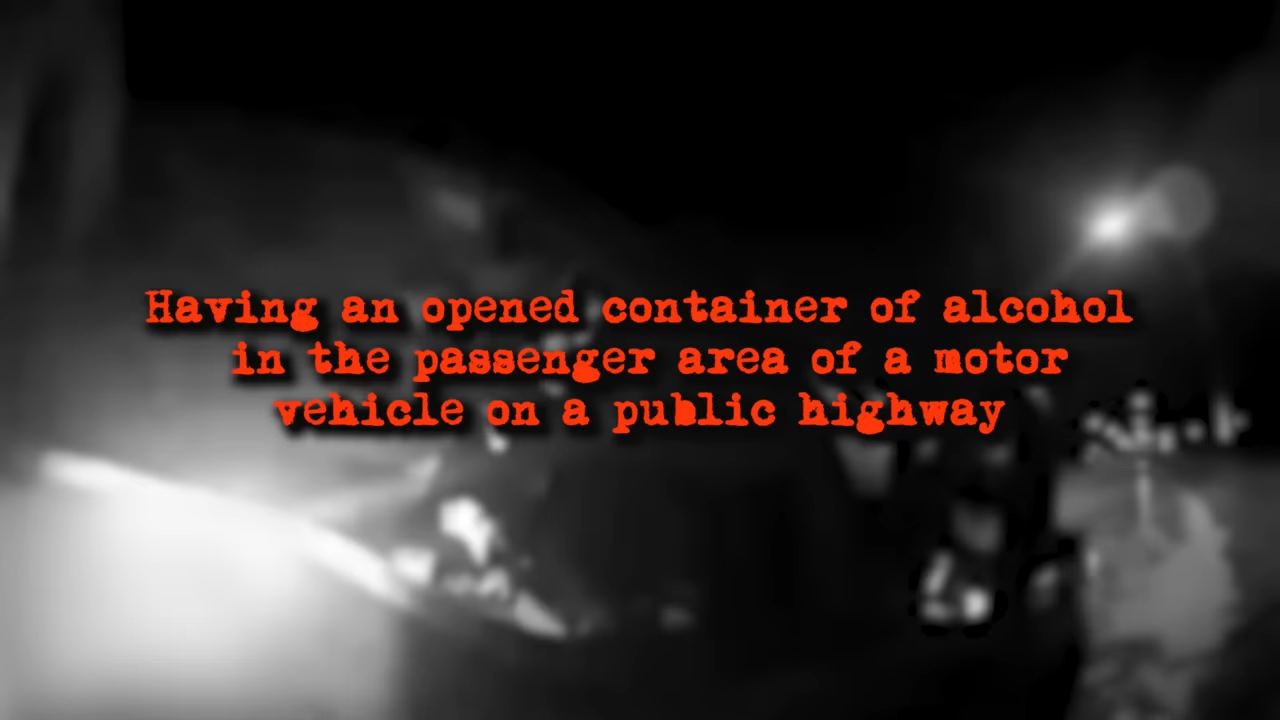 Having an opened container of alcohol
in the passenger area of a motor
vehicle on a public highway